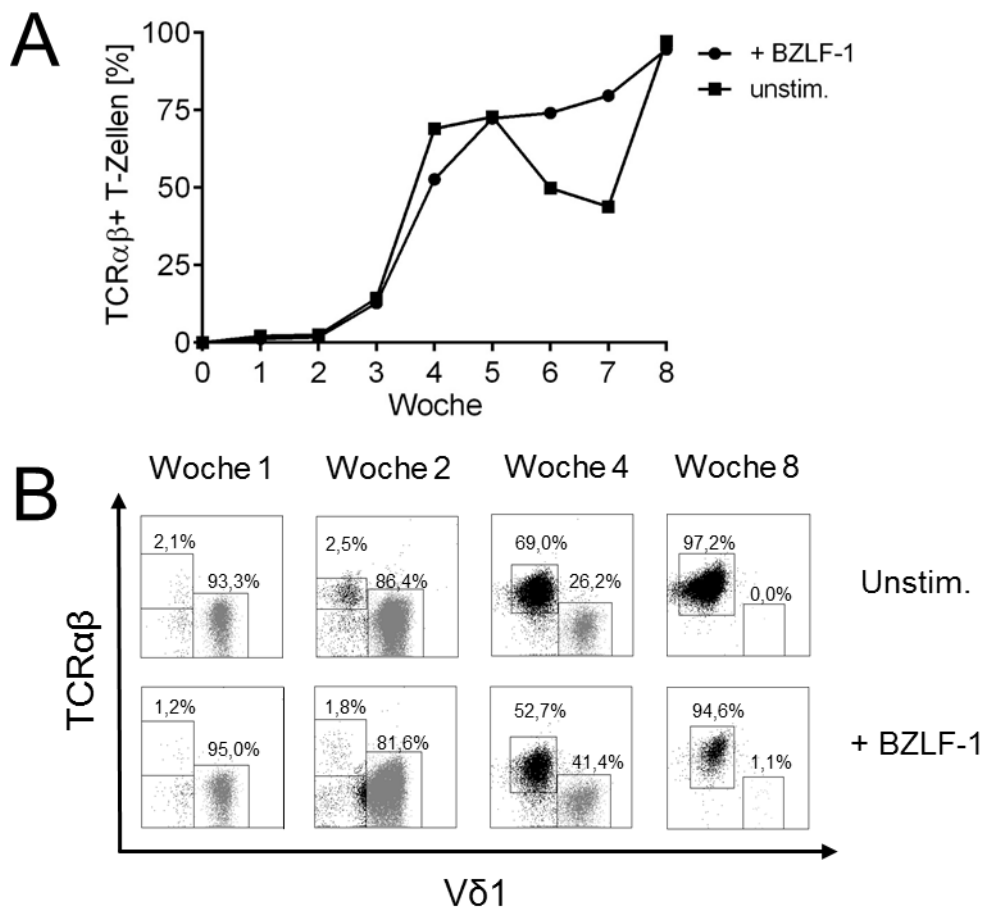 A
TCRαβ+ T-Zellen [%]
100
75
50
25
0
0 1 2 3 4 5 6 7 8
Woche
+ BZLF-1
unstim.
B
Woche 1 Woche 2 Woche 4 Woche 8
2,1% 2,5% 69,0% 97,2%
93,3% 86,4% 26,2% 0,0%
Unstim.
TCRαβ
1,2% 1,8% 52,7% 94,6%
95,0% 81,6% 41,4% 1,1%
+ BZLF-1
Vδ1